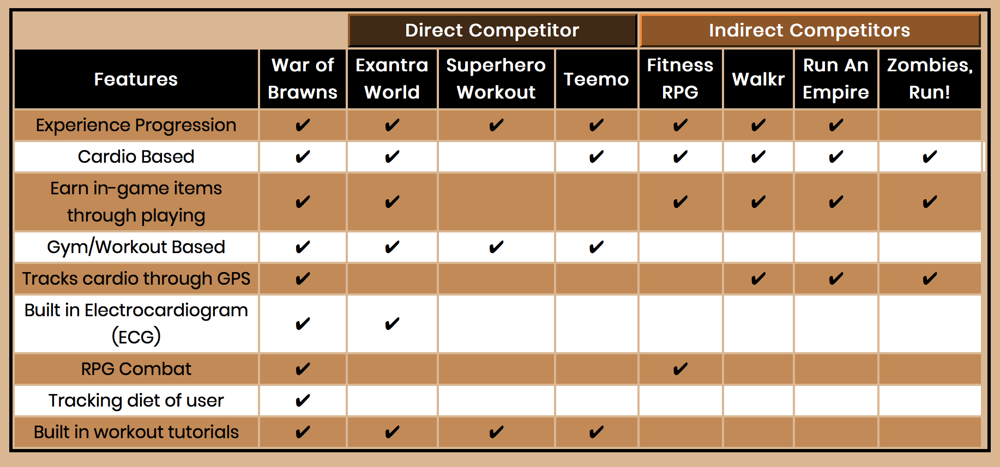 Direct Competitor
Indirect Competitors
Features
War of
Brawns
Exantra
World
Superhero
Workout
Teemo
Fitness
RPG
Walkr
Run An
Empire
Zombies,
Run!
Experience Progression ✔ ✔ ✔ ✔ ✔ ✔ ✔
Cardio Based ✔ ✔ ✔ ✔ ✔ ✔ ✔
Earn in-game items
through playing ✔ ✔ ✔ ✔ ✔ ✔
Gym/Workout Based ✔ ✔ ✔ ✔
Tracks cardio through GPS ✔ ✔ ✔ ✔
Built in Electrocardiogram
(ECG) ✔ ✔
RPG Combat ✔ ✔
Tracking diet of user ✔
Built in workout tutorials ✔ ✔ ✔ ✔